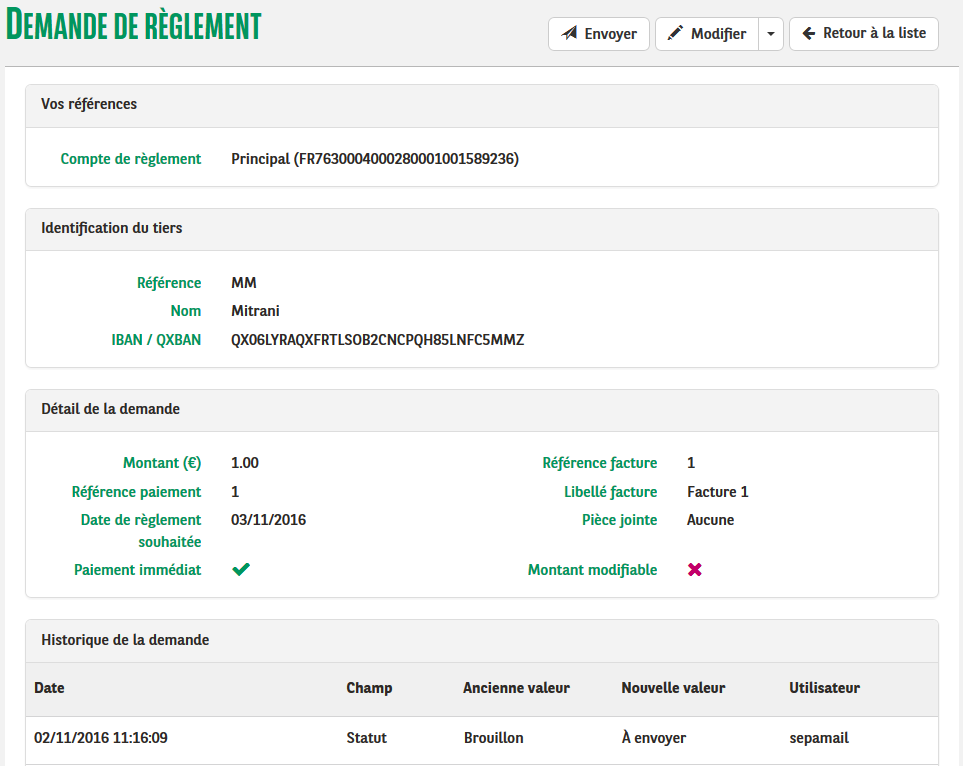 DEMANDE DE RÈGLEMENT
Envoyer Modifier Retour à la liste
Vos références
Compte de règlement Principal (FR7630004000280001001589236)
Identification du tiers
Référence MM
Nom Mitrani
IBAN / QXBAN QX06LYRAQXFRTLSOB2CNCPQH85LNFC5MMZ
Détail de la demande
Montant (€) 1.00 Référence facture 1
Référence paiement 1 Libellé facture Facture 1
Date de règlement 03/11/2016 Pièce jointe Aucune
souhaitée
Paiement immédiat Montant modifiable
Historique de la demande
Date Champ Ancienne valeur Nouvelle valeur Utilisateur
02/11/2016 11:16:09 Statut Brouillon À envoyer sepamail